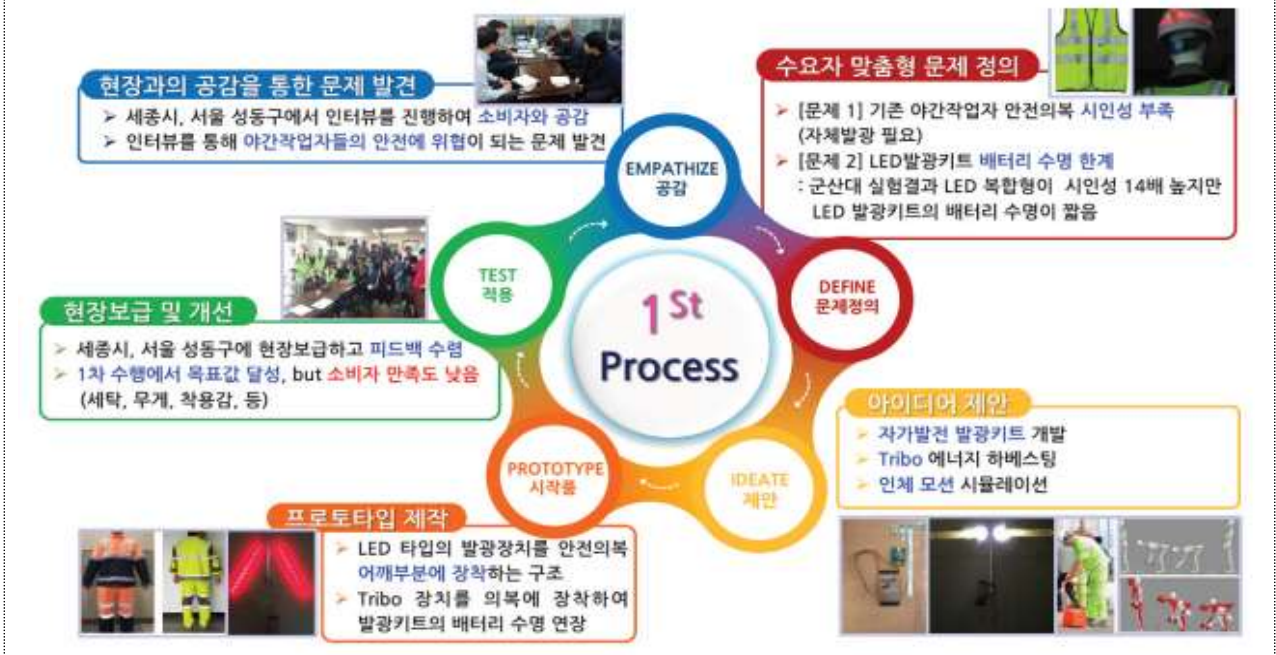 현장과의 공감을 통한 문제 발견
➢ 세종시, 서울 성동구에서 인터뷰를 진행하여 소비자와 공감
➢ 인터뷰를 통해 야간작업자들의 안전에 위협이 되는 문제 발견
수요자 맞춤형 문제 정의
➢ [문제 1] 기존 야간작업자 안전의복 시인성 부족
(자체발광 필요)
➢ [문제 2] LED발광키트 배터리 수명 한계
: 군산대 실험결과 LED 복합형이 시인성 14배 높지만
LED 발광키트의 배터리 수명이 짧음
EMPATHIZE
공감
DEFINE
문제정의
IDEATE
제안
PROTOTYPE
시작품
TEST
적용
1St
Process
아이디어 제안
➢ 자가발전 발광키트 개발
➢ Tribo 에너지 하베스팅
➢ 인체 모션 시뮬레이션
프로토타입 제작
➢ LED 타입의 발광장치를 안전의복
어깨부분에 장착하는 구조
➢ Tribo 장치를 의복에 장착하여
발광키트의 배터리 수명 연장
현장보급 및 개선
➢ 세종시, 서울 성동구에 현장보급하고 피드백 수렴
➢ 1차 수행에서 목표값 달성, but 소비자 만족도 낮음
(세탁, 무게, 착용감, 등)